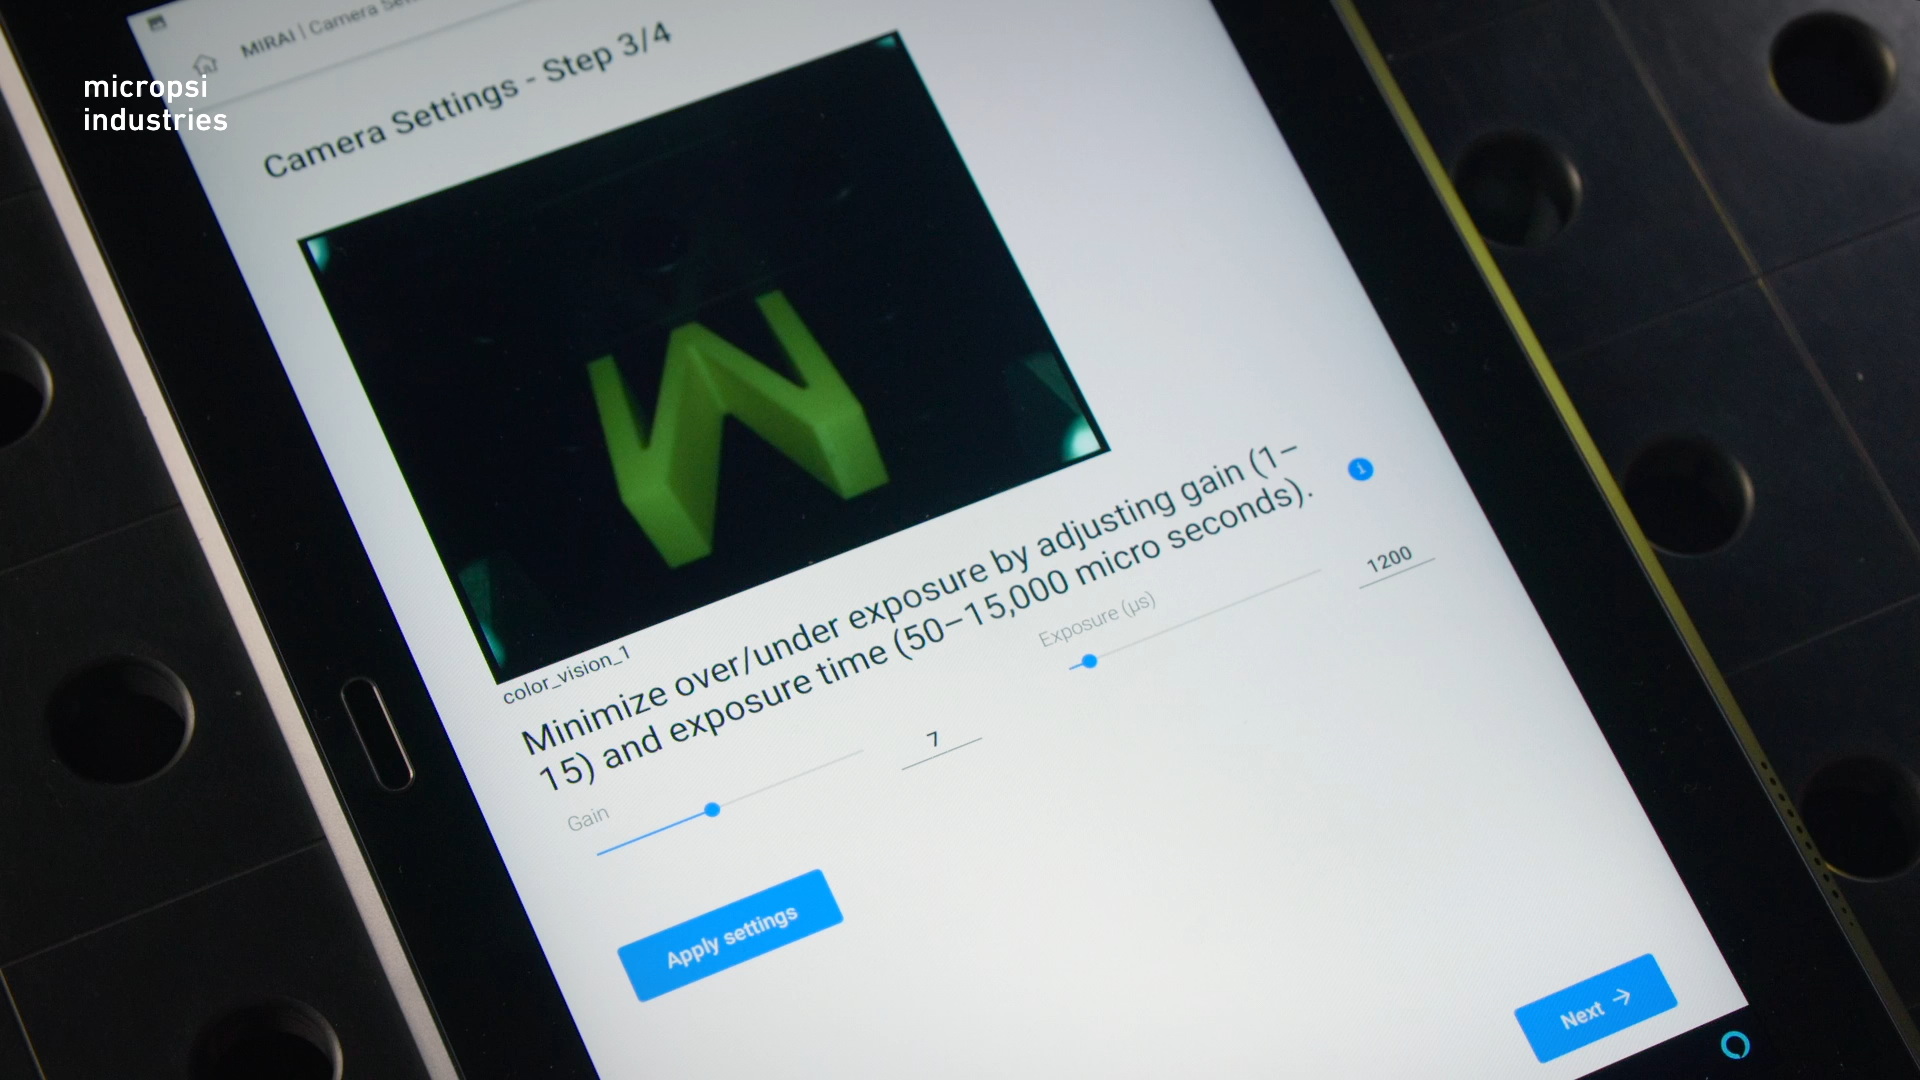 micropsi
industries
MIRAI | Camera
Camera Settings - Step 3/4
color_vision_1
Minimize over/under exposure by adjusting gain (1–
15) and exposure time (50–15,000 micro seconds).
i
Gain
7
Exposure (μs)
1200
Apply settings
Next →